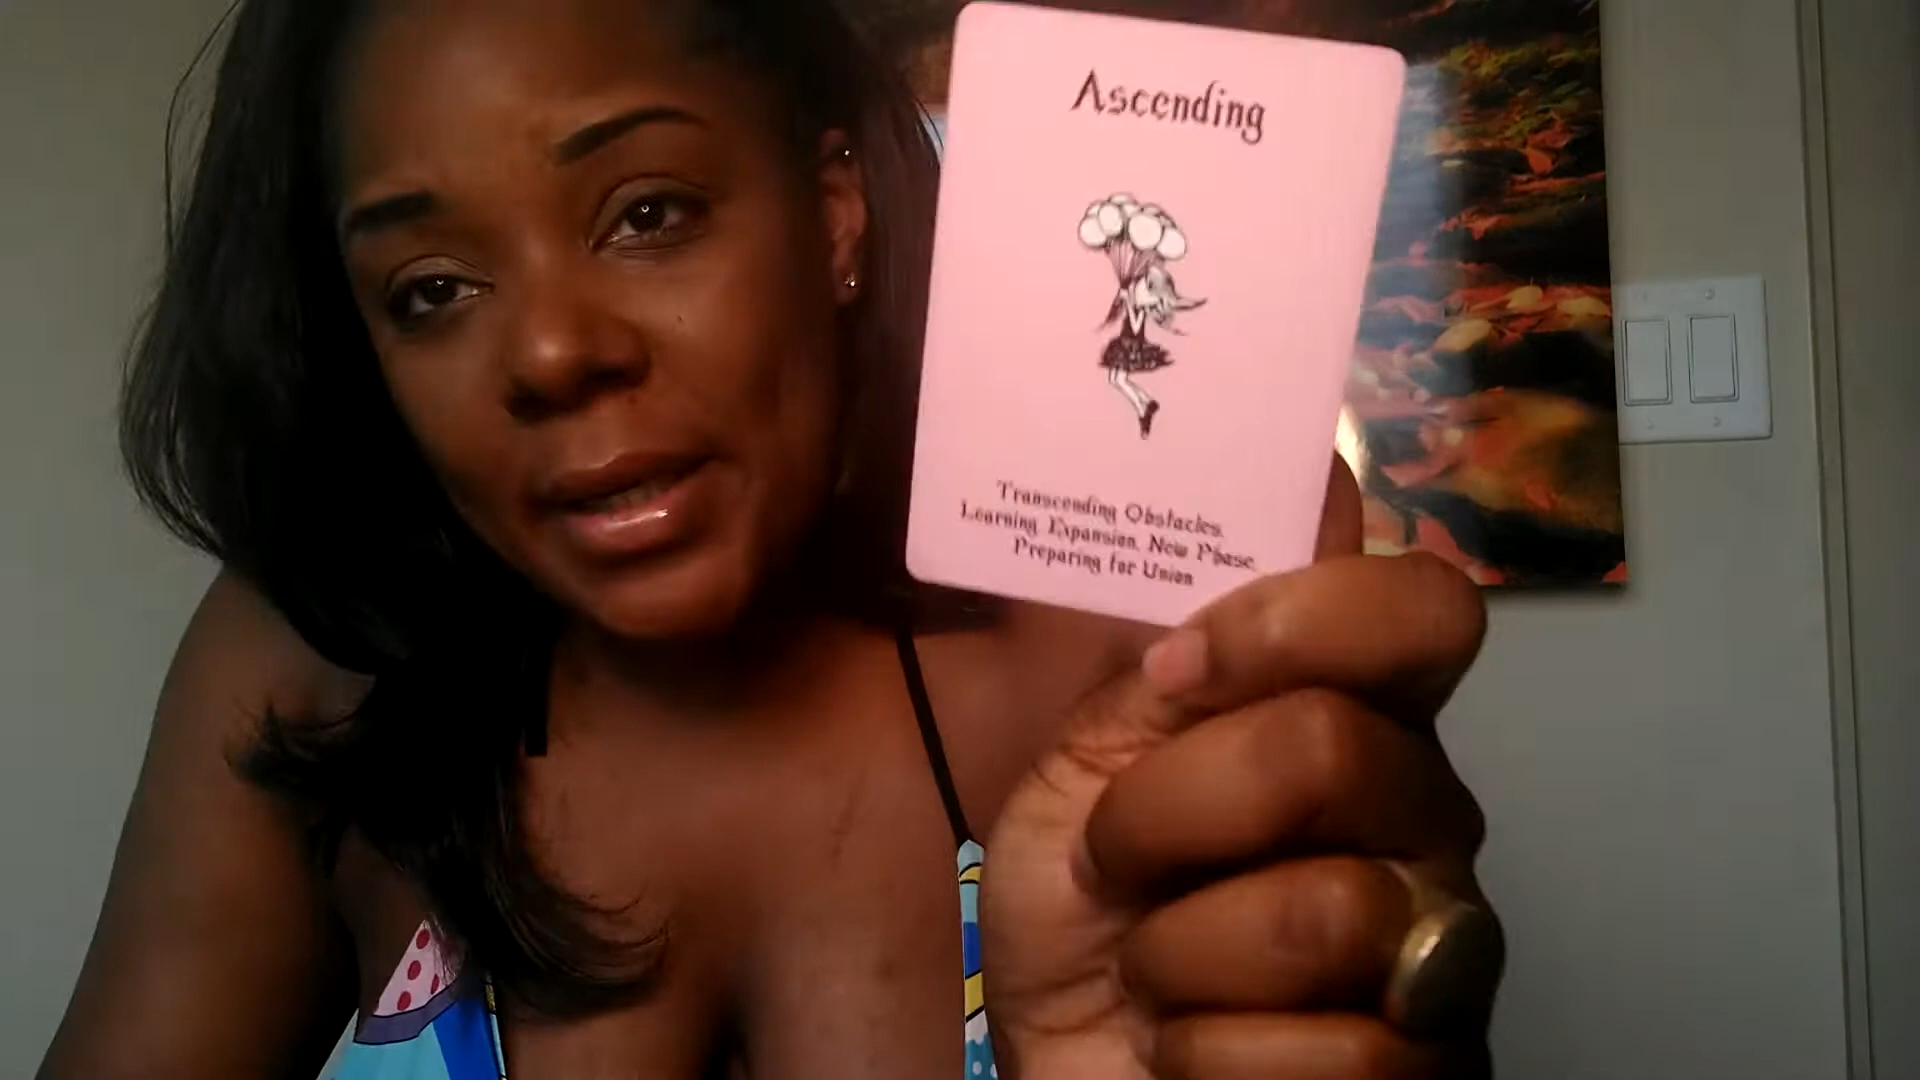 Ascending
Transcending Obstacles,
Learning, Expansion, New Phase,
Preparing for Union